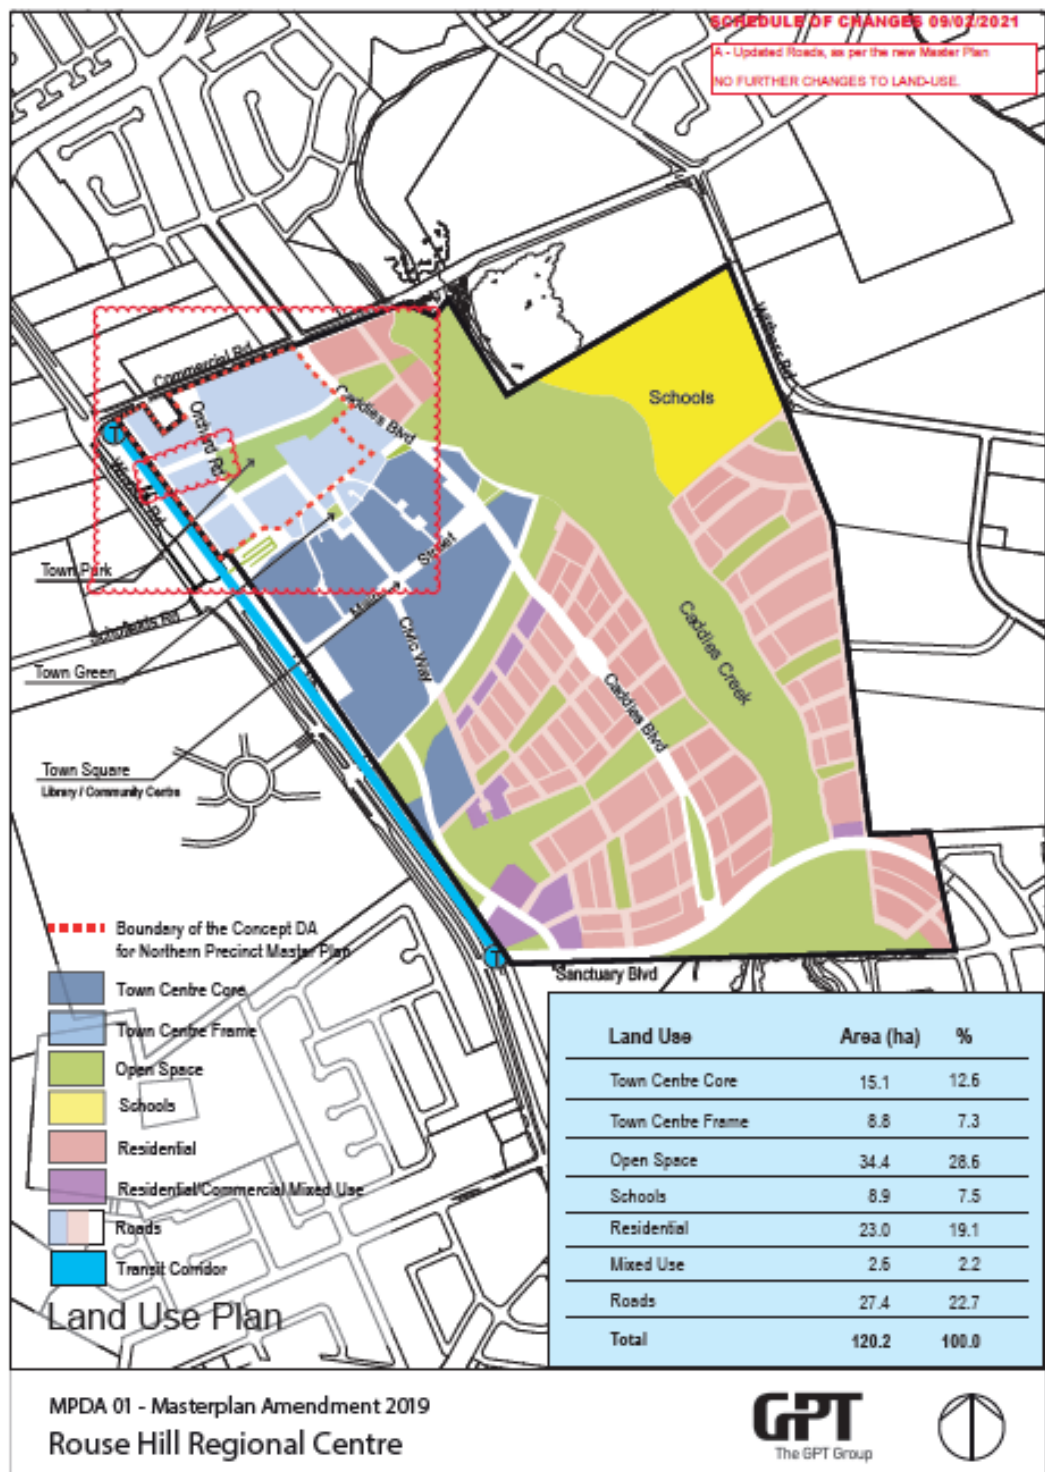 SCHEDULE OF CHANGES 09/02/2021
A - Updated Roads, as per the new Master Plan
NO FURTHER CHANGES TO LAND-USE.
Commercial Rd
Withers Rd
Schools
Orchard Rd
Caddies Blvd
T
Town Park
Main Street
Schofields Rd
Civic Way
Town Green
Caddies Creek
Caddies Blvd
Town Square
Library / Community Centre
T
Sanctuary Blvd
Boundary of the Concept DA
for Northern Precinct Master Plan
Town Centre Core
Town Centre Frame
Open Space
Schools
Residential
Residential/Commercial Mixed Use
Roads
Transit Corridor
Land Use Plan
Land Use Area (ha) %
Town Centre Core 15.1 12.6
Town Centre Frame 8.8 7.3
Open Space 34.4 28.6
Schools 8.9 7.5
Residential 23.0 19.1
Mixed Use 2.6 2.2
Roads 27.4 22.7
Total 120.2 100.0
MPDA 01 - Masterplan Amendment 2019
Rouse Hill Regional Centre
GPT
The GPT Group